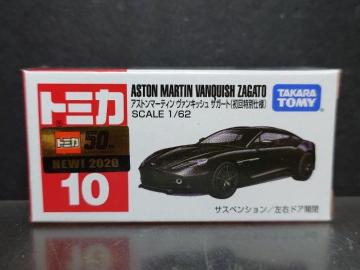 トミカ
ASTON MARTIN VANQUISH ZAGATO
アストンマーティン ヴァンキッシュ ザガート(初回特別仕様)
SCALE 1/62
TAKARA
TOMY
トミカ
50th
NEW! 2020
10
サスペンション/左右ドア開閉